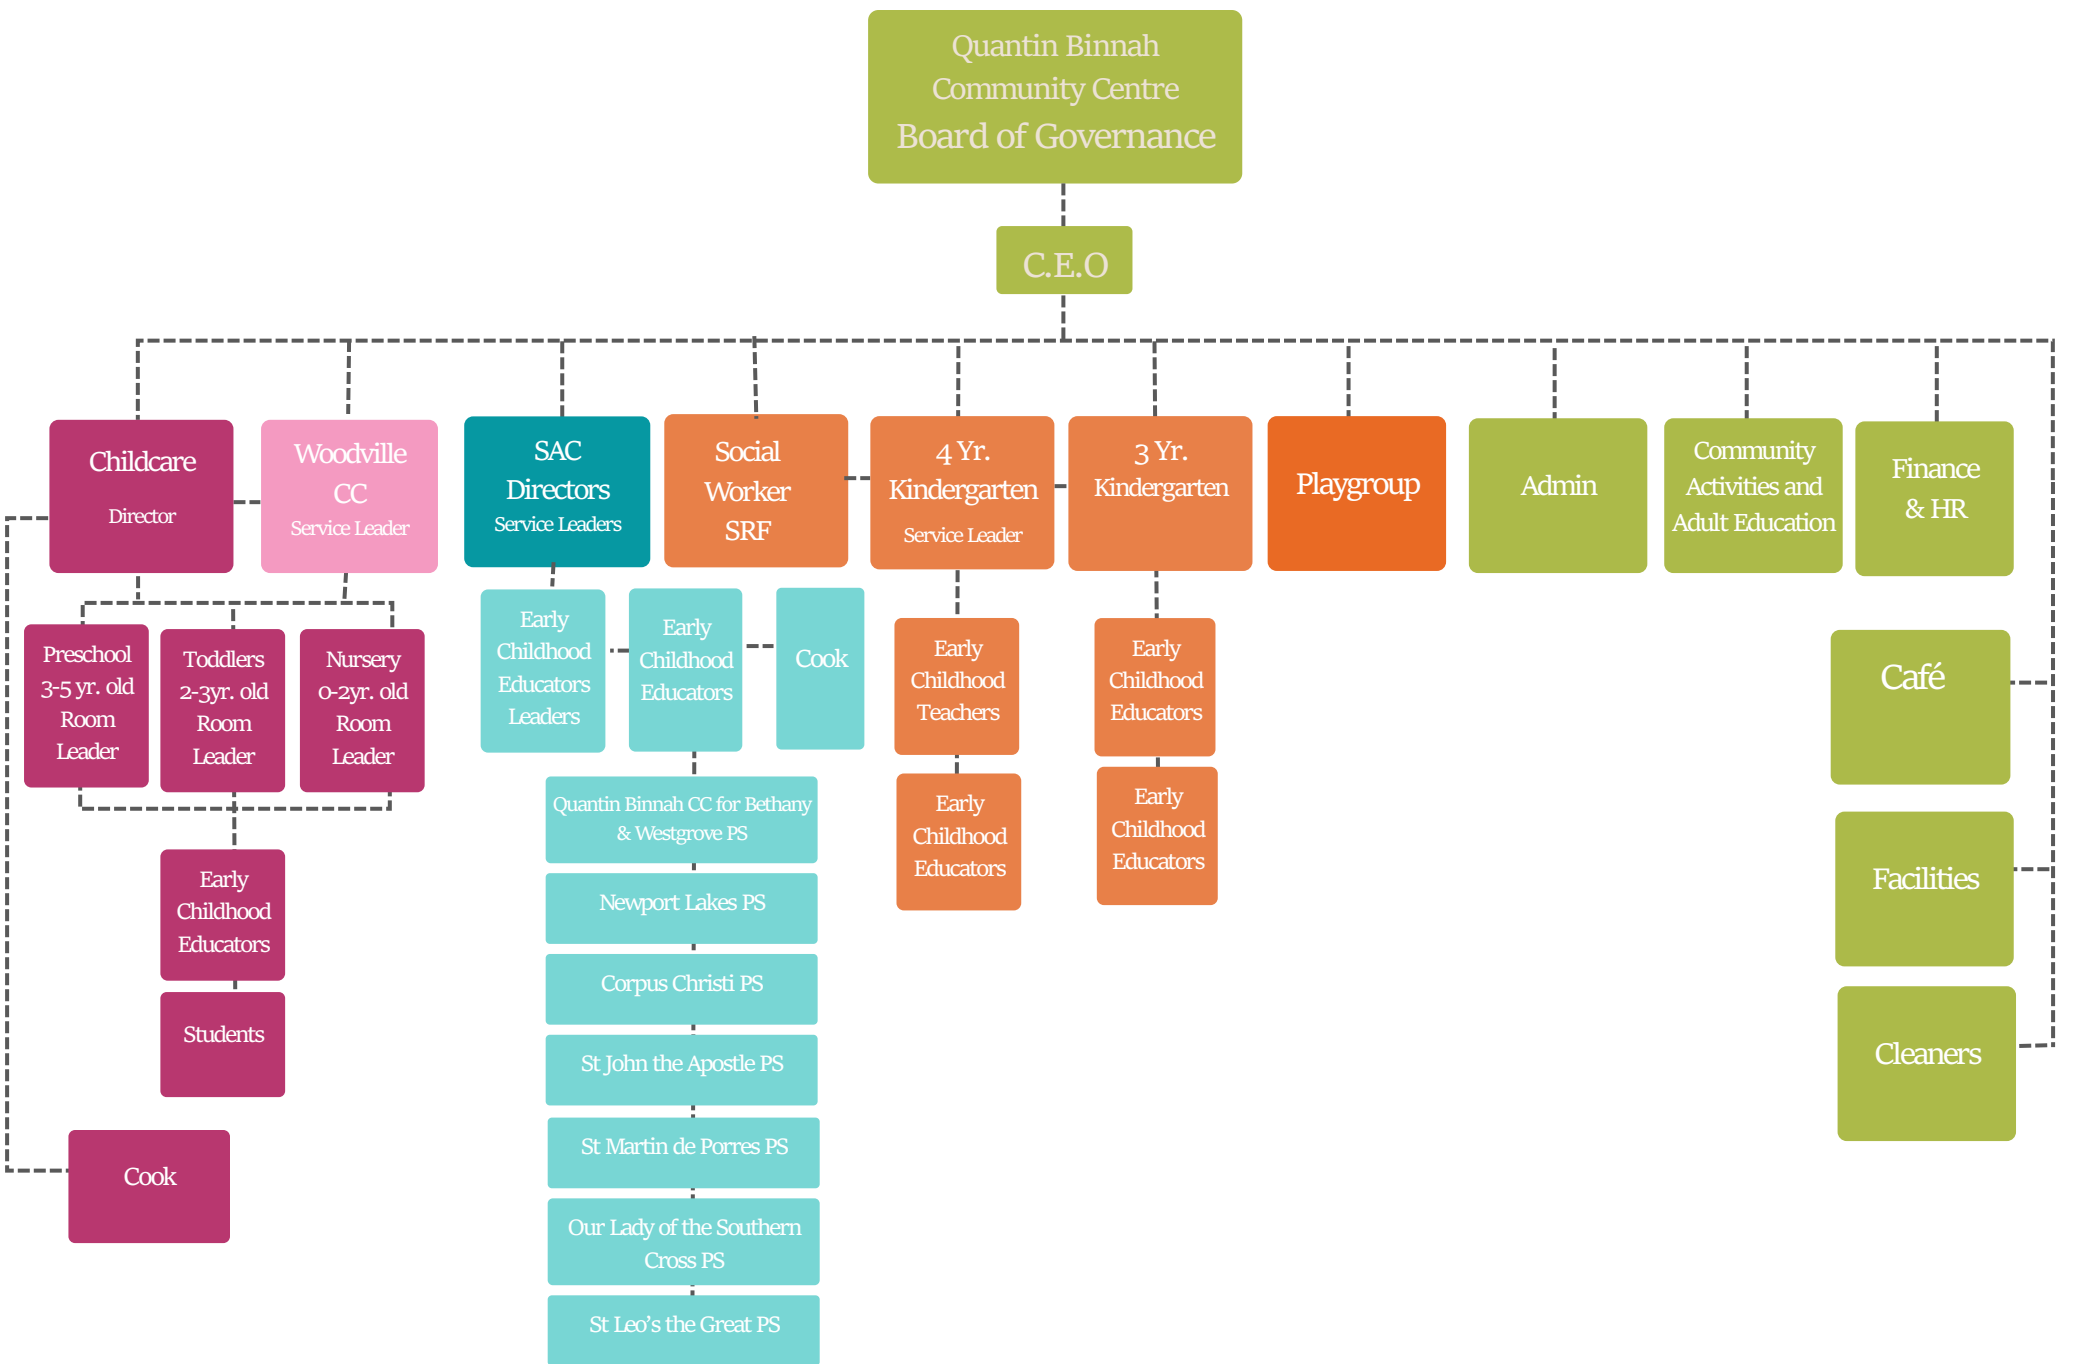 Quantin Binnah
Community Centre
Board of Governance
C.E.O
Childcare
Director
Woodville
CC
Service Leader
SAC
Directors
Service Leaders
Social
Worker
SRF
4 Yr.
Kindergarten
Service Leader
3 Yr.
Kindergarten
Playgroup
Admin
Community
Activities and
Adult Education
Finance
& HR
Preschool
3-5 yr. old
Room
Leader
Toddlers
2-3yr. old
Room
Leader
Nursery
0-2yr. old
Room
Leader
Early
Childhood
Educators
Leaders
Early
Childhood
Educators
Cook
Early
Childhood
Teachers
Early
Childhood
Educators
Café
Quantin Binnah CC for Bethany
& Westgrove PS
Early
Childhood
Educators
Early
Childhood
Educators
Early
Childhood
Educators
Newport Lakes PS
Facilities
Corpus Christi PS
Students
St John the Apostle PS
Cleaners
St Martin de Porres PS
Cook
Our Lady of the Southern
Cross PS
St Leo's the Great PS